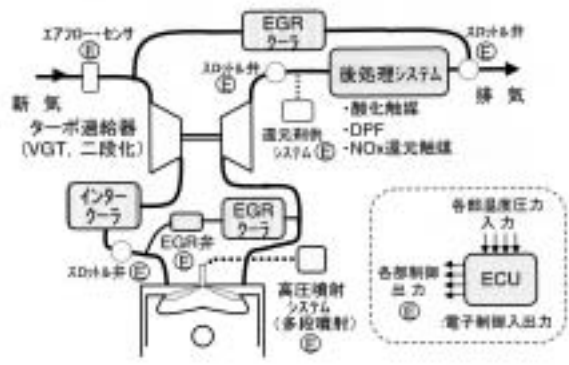 EGR
クーラ
エアフロー・センサ
Ⓔ
スロットル弁
Ⓔ
スロットル弁
Ⓔ
後処理システム
新 気
排 気
・酸化触媒
・DPF
・NOx還元触媒
ターボ過給器
(VGT, 二段化)
還元剤供
システム Ⓔ
インター
クーラ
EGR
クーラ
EGR弁
Ⓔ
スロットル弁 Ⓔ
高圧噴射
システム
(多段噴射)
Ⓔ
各部温度圧力
入力
各部制御
出力
Ⓔ
ECU
:電子制御入出力